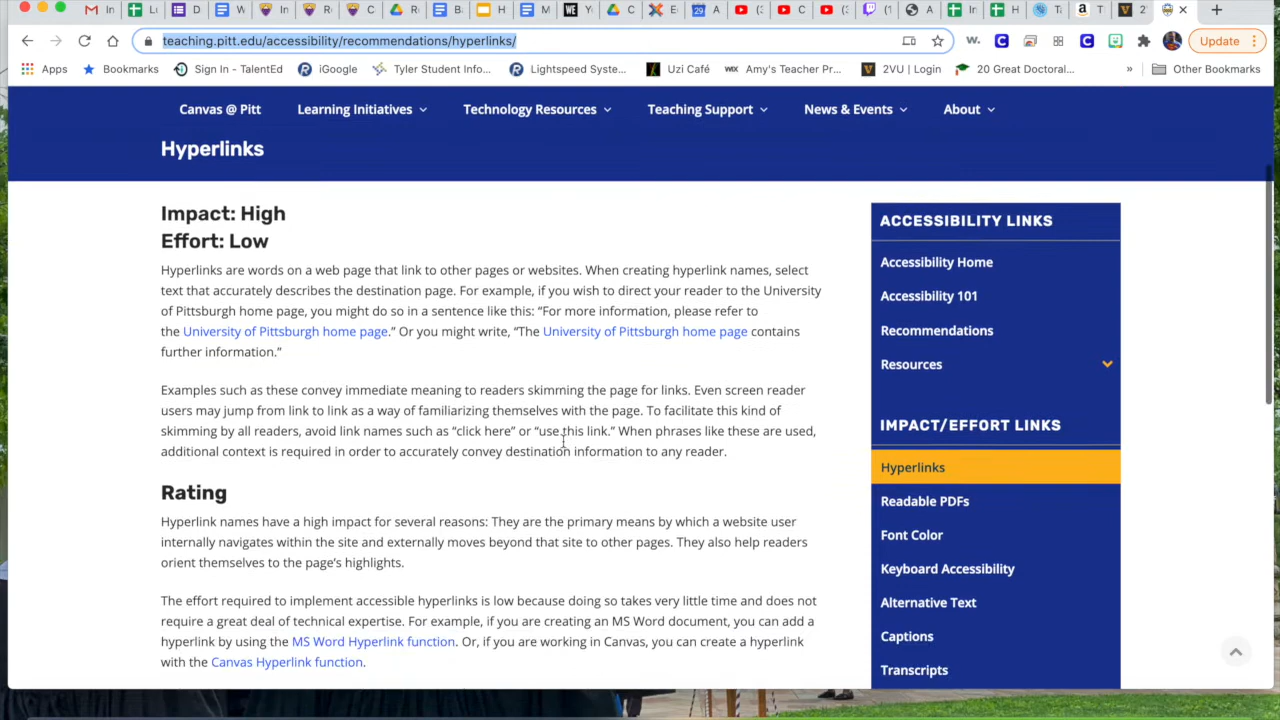 In
Li
D
W
In
R
C
R
B
H
M
WE
Y
C
E
29
A
(
C
(
(
A
In
H
T
a
T
V
2
teaching.pitt.edu/accessibility/recommendations/hyperlinks/
w.
C
C
Update
Apps
Bookmarks
Sign In - TalentEd
iGoogle
Tyler Student Info...
Lightspeed Syste...
Uzi Café
WIX
Amy's Teacher Pr...
V
2VU | Login
20 Great Doctoral...
»
Other Bookmarks
Canvas @ Pitt
Learning Initiatives
Technology Resources
Teaching Support
News & Events
About
Hyperlinks
Impact: High
Effort: Low
Hyperlinks are words on a web page that link to other pages or websites. When creating hyperlink names, select
text that accurately describes the destination page. For example, if you wish to direct your reader to the University
of Pittsburgh home page, you might do so in a sentence like this: “For more information, please refer to
the University of Pittsburgh home page.” Or you might write, “The University of Pittsburgh home page contains
further information.”
Examples such as these convey immediate meaning to readers skimming the page for links. Even screen reader
users may jump from link to link as a way of familiarizing themselves with the page. To facilitate this kind of
skimming by all readers, avoid link names such as “click here” or “use this link.” When phrases like these are used,
additional context is required in order to accurately convey destination information to any reader.
Rating
Hyperlink names have a high impact for several reasons: They are the primary means by which a website user
internally navigates within the site and externally moves beyond that site to other pages. They also help readers
orient themselves to the page’s highlights.
The effort required to implement accessible hyperlinks is low because doing so takes very little time and does not
require a great deal of technical expertise. For example, if you are creating an MS Word document, you can add a
hyperlink by using the MS Word Hyperlink function. Or, if you are working in Canvas, you can create a hyperlink
with the Canvas Hyperlink function.
ACCESSIBILITY LINKS
Accessibility Home
Accessibility 101
Recommendations
Resources
IMPACT/EFFORT LINKS
Hyperlinks
Readable PDFs
Font Color
Keyboard Accessibility
Alternative Text
Captions
Transcripts